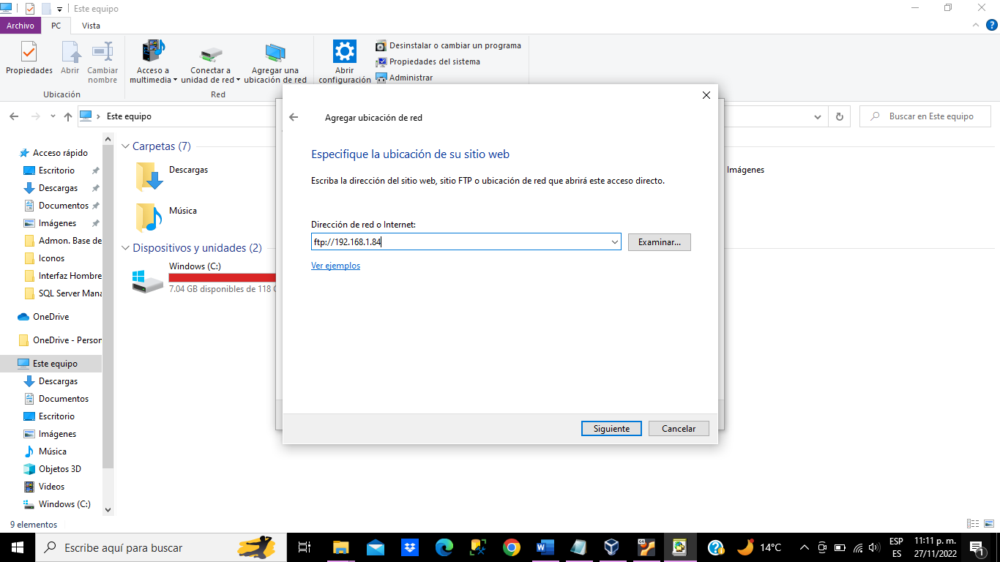 Este equipo
Archivo
PC
Vista
Propiedades
Abrir
Cambiar
nombre
Ubicación
Acceso a
multimedia
Conectar a
unidad de red
Agregar una
ubicación de red
Red
Abrir
configuración
Desinstalar o cambiar un programa
Propiedades del sistema
Administrar
Este equipo
Buscar en Este equipo
Acceso rápido
Escritorio
Descargas
Documentos
Imágenes
Admon. Base de
Iconos
Interfaz Hombre
SQL Server Mana
OneDrive
OneDrive - Person
Este equipo
Descargas
Documentos
Escritorio
Imágenes
Música
Objetos 3D
Videos
Windows (C:)
Carpetas (7)
Descargas
Música
Imágenes
Dispositivos y unidades (2)
Windows (C:)
7.04 GB disponibles de 118 G
Agregar ubicación de red
Especifique la ubicación de su sitio web
Escriba la dirección del sitio web, sitio FTP o ubicación de red que abrirá este acceso directo.
Dirección de red o Internet:
ftp://192.168.1.84
Examinar...
Ver ejemplos
Siguiente
Cancelar
9 elementos
Escribe aquí para buscar
14°C
ESP
ES
11:11 p. m.
27/11/2022
1